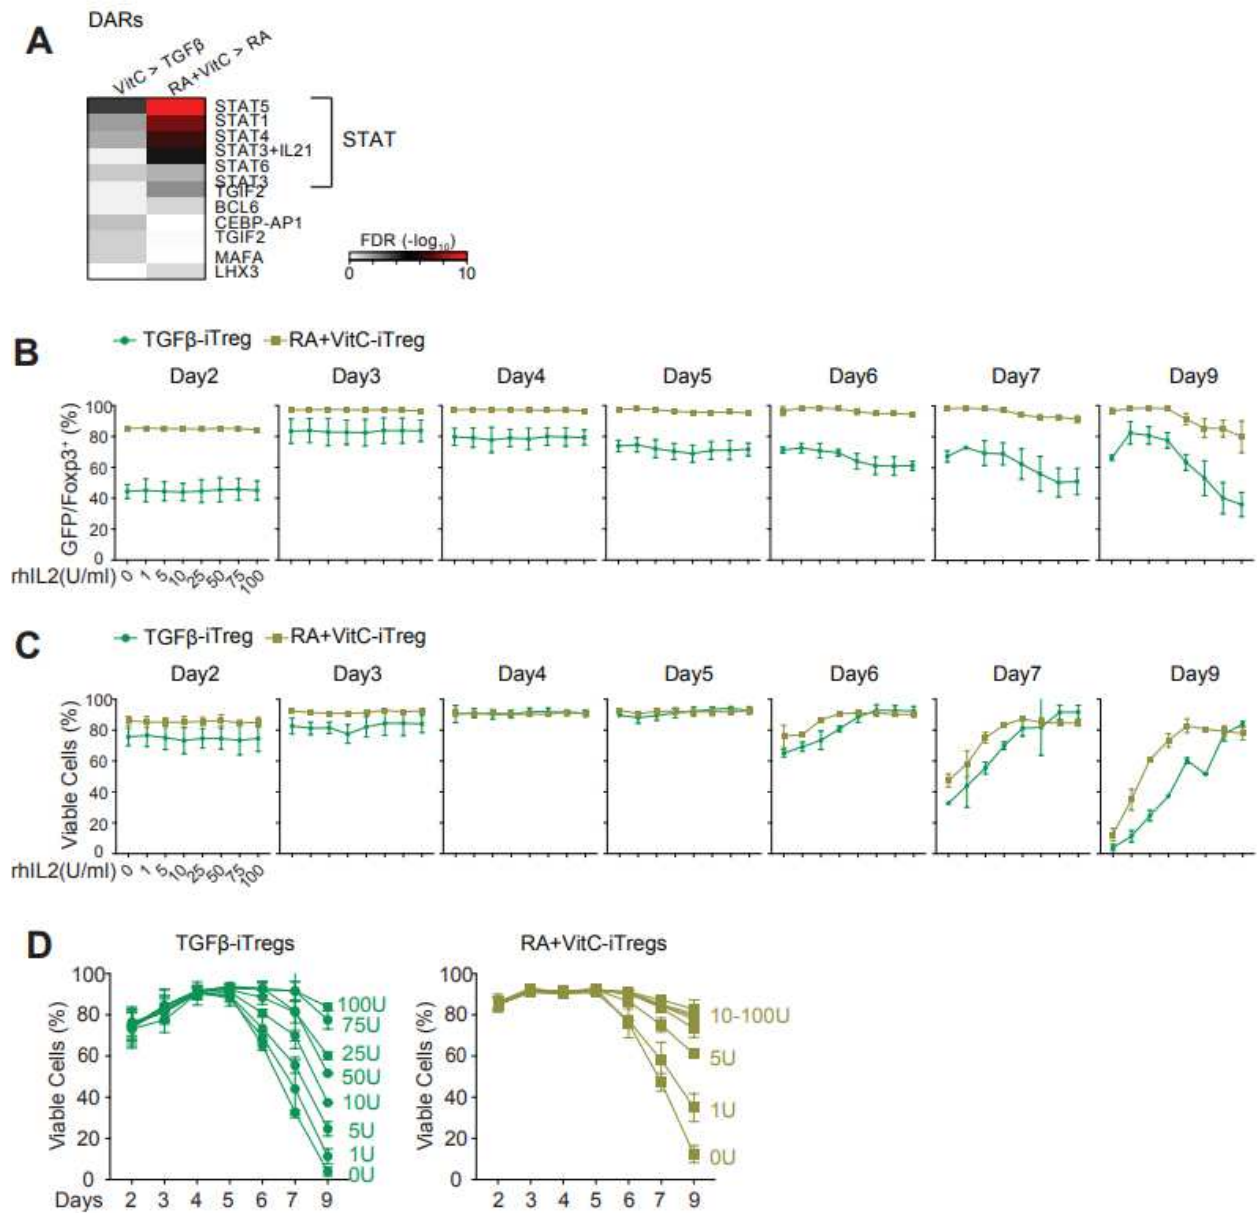 A
DARs
VitC > TGFβ
RA+VitC > RA
STAT5
STAT1
STAT4
STAT3+IL21
STAT6
STAT3
TGIF2
BCL6
CEBP-AP1
TGIF2
MAFA
LHX3
STAT
FDR (-log10)
0 10
B
TGFβ-iTreg RA+VitC-iTreg
Day2 Day3 Day4 Day5 Day6 Day7 Day9
GFP/Foxp3+ (%)
100
80
60
40
20
0
rhIL2(U/ml) 0 1 5 10 25 50 75 100
C
TGFβ-iTreg RA+VitC-iTreg
Day2 Day3 Day4 Day5 Day6 Day7 Day9
Viable Cells (%)
100
80
60
40
20
0
rhIL2(U/ml) 0 1 5 10 25 50 75 100
D
TGFβ-iTregs
Viable Cells (%)
100
80
60
40
20
0
100U
75U
25U
50U
10U
5U
1U
0U
Days 2 3 4 5 6 7 9
RA+VitC-iTregs
Viable Cells (%)
100
80
60
40
20
0
10-100U
5U
1U
0U
2 3 4 5 6 7 9